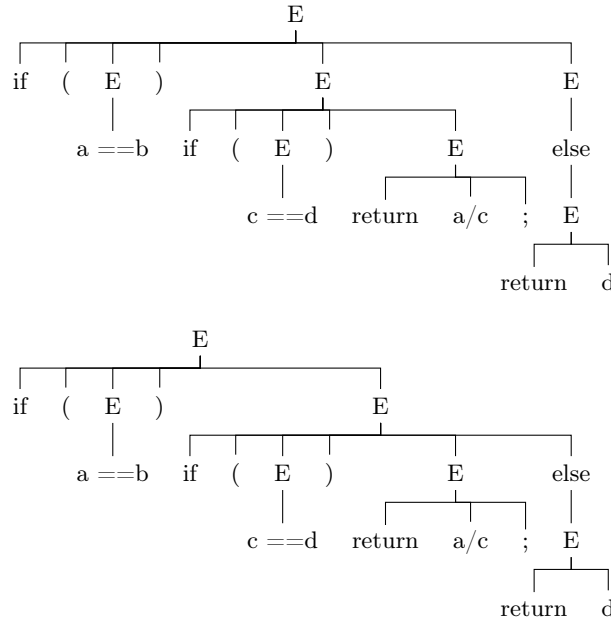 E
if ( E ) E E
a ==b if ( E ) E else
c ==d return a/c ; E
return d
E
if ( E ) E
a ==b if ( E ) E else
c ==d return a/c ; E
return d